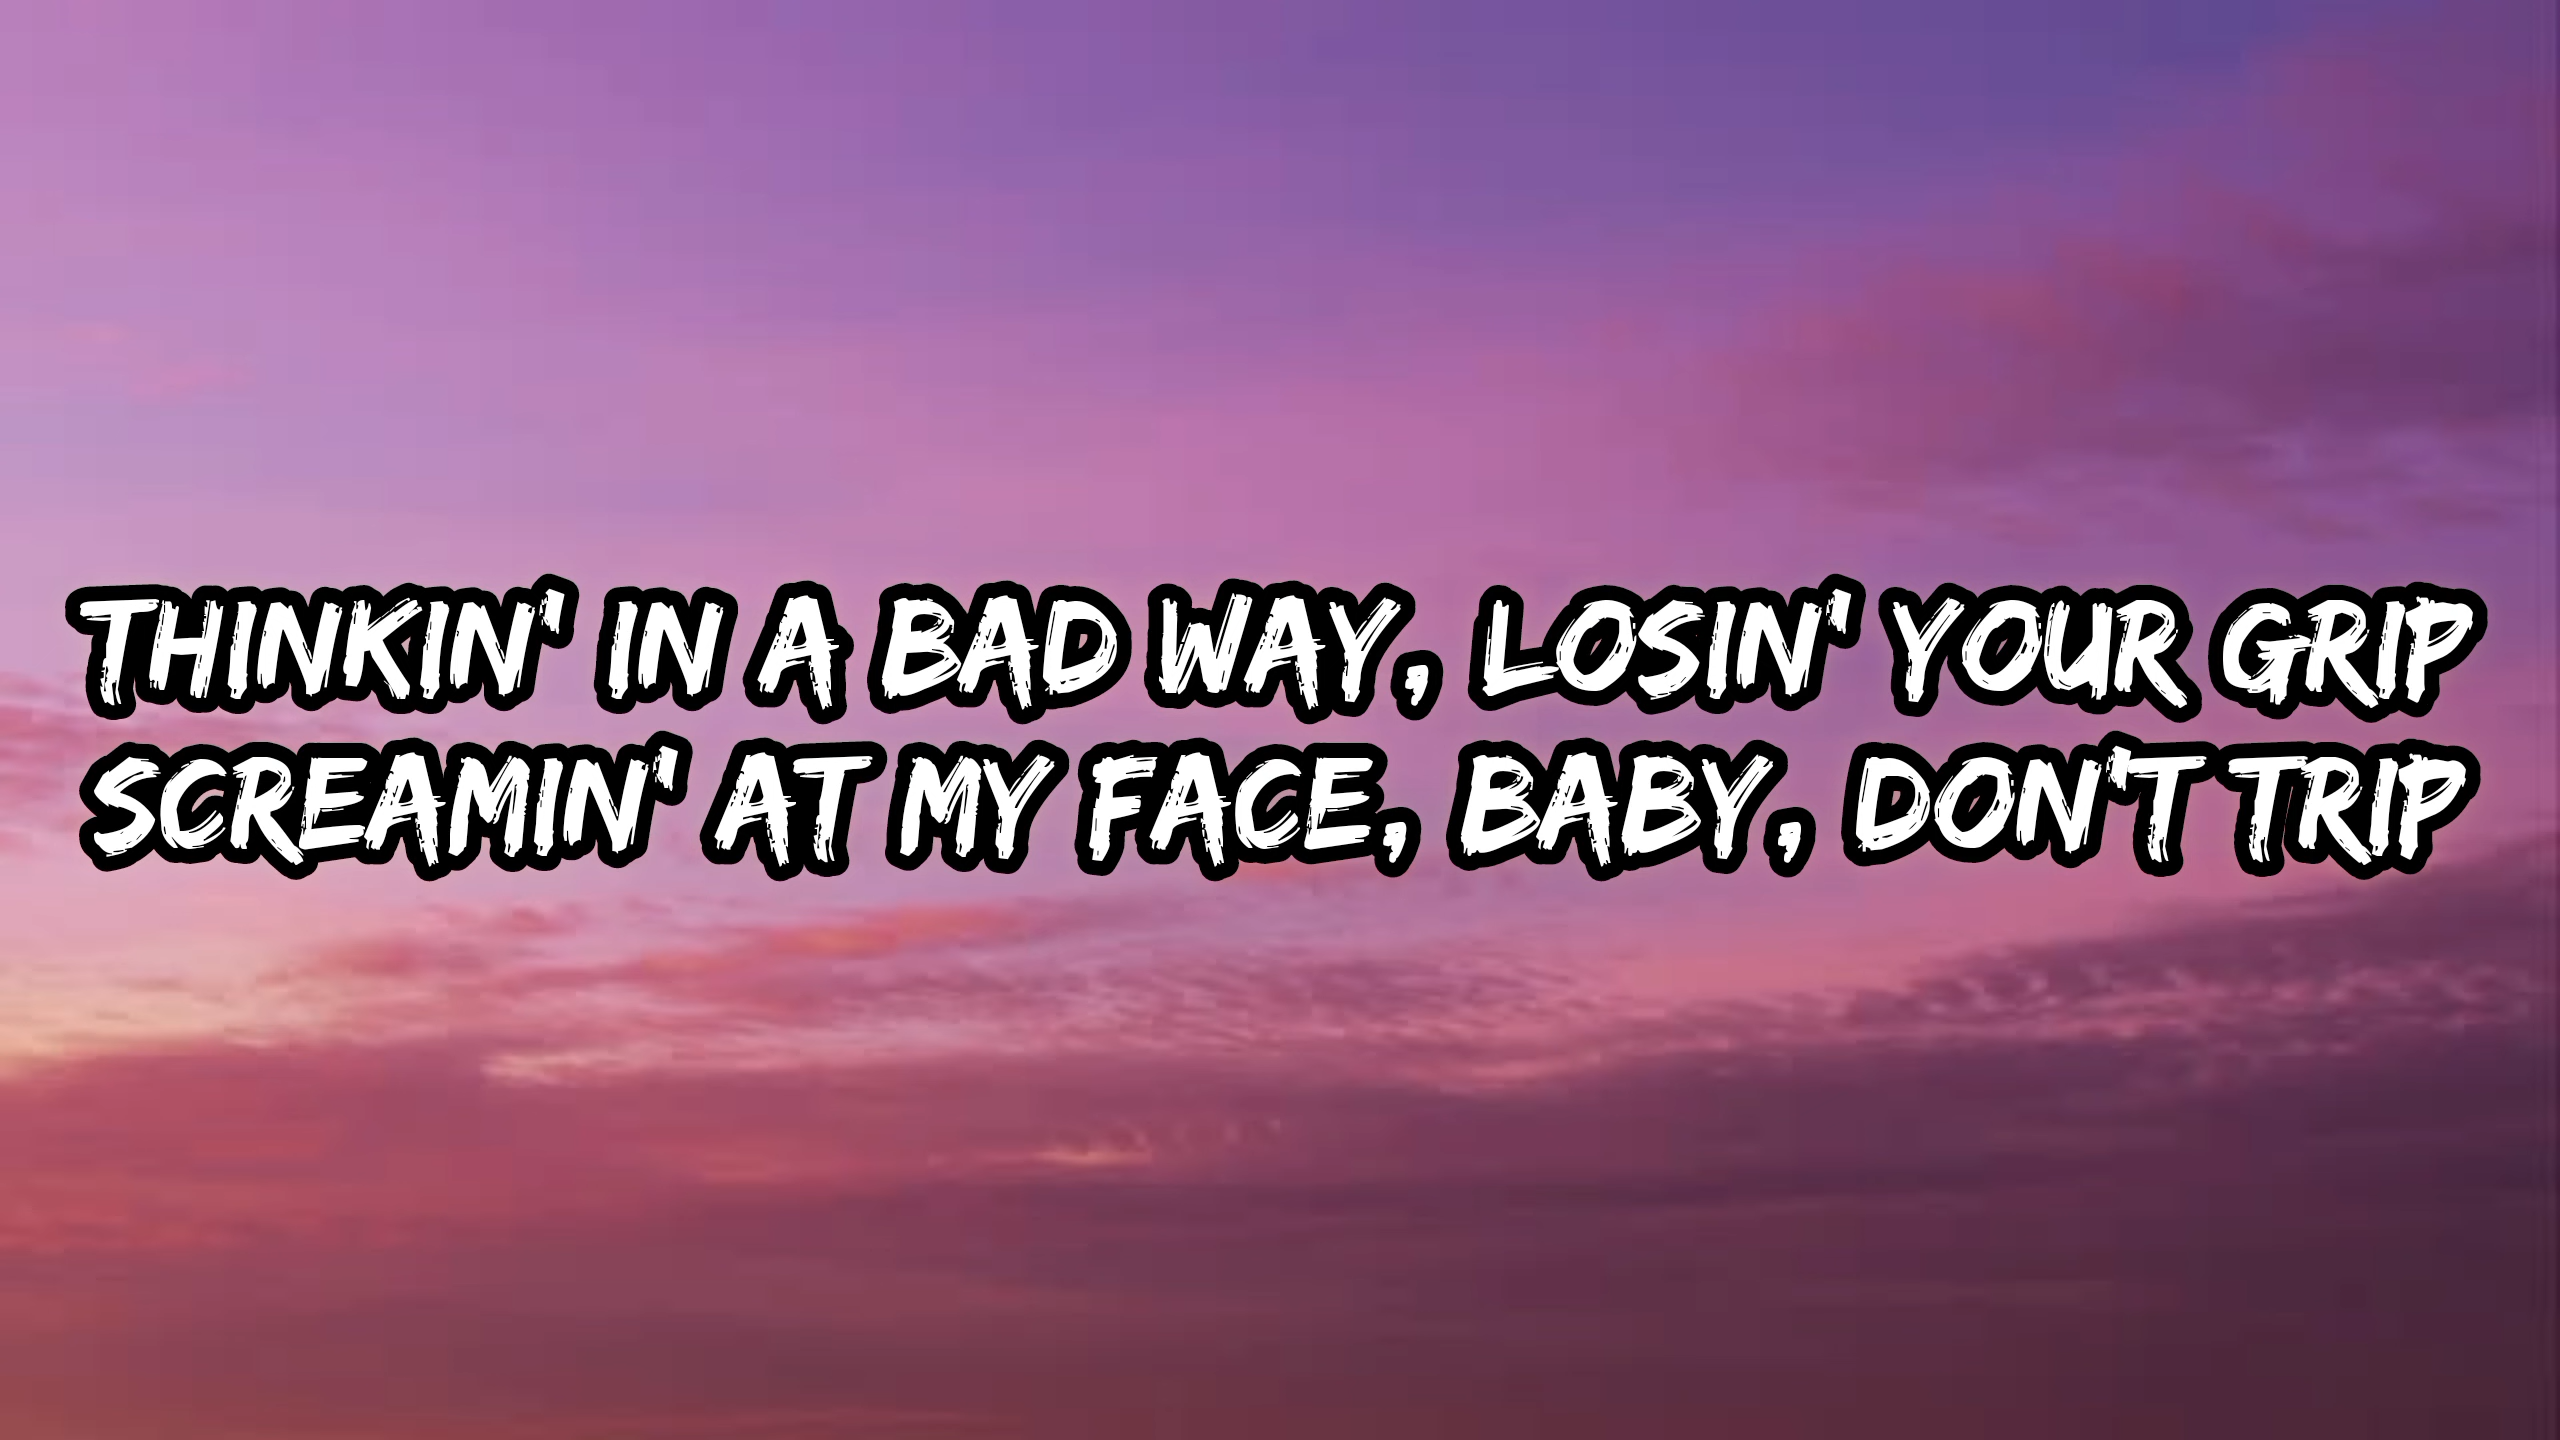 THINKIN' IN A BAD WAY, LOSIN' YOUR GRIP
SCREAMIN' AT MY FACE, BABY, DON'T TRIP